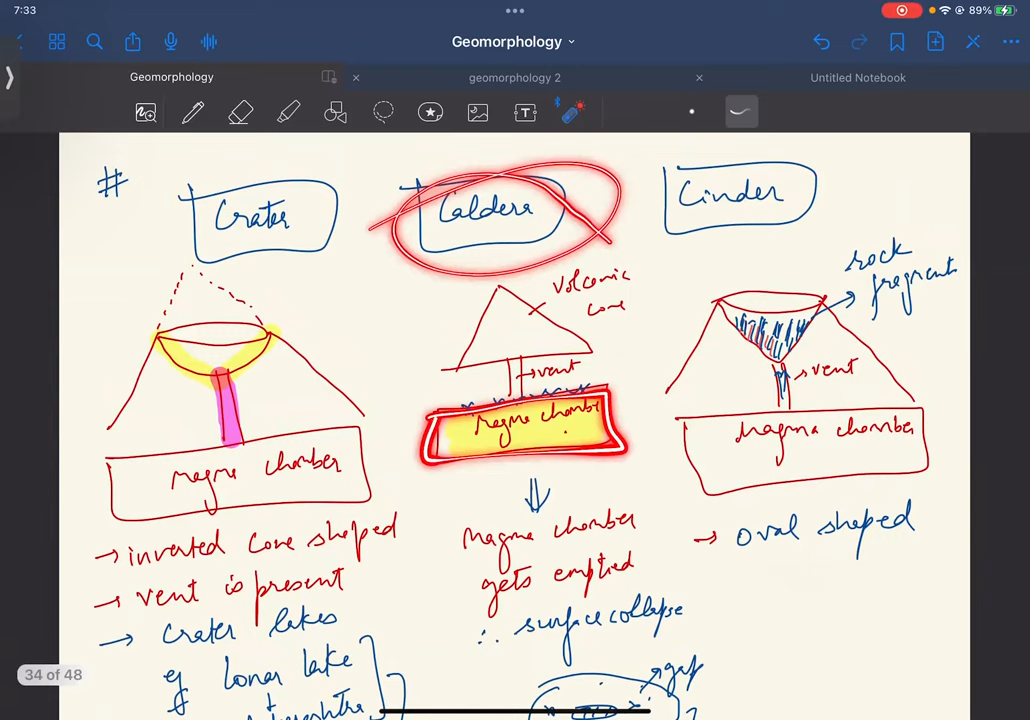 7:33
89%
Geomorphology
Geomorphology
geomorphology 2
Untitled Notebook
#
Crater
Caldera
Cinder
volcanic
cone
vent
magma chamber
rock
fragment
vent
magma chamber
magma chamber
→ inverted cone shaped
→ vent is present
→ Crater lakes
eg Lonar lake
↓
magma chamber
gets emptied
∴ surface collapse
gap
→ oval shaped
34 of 48